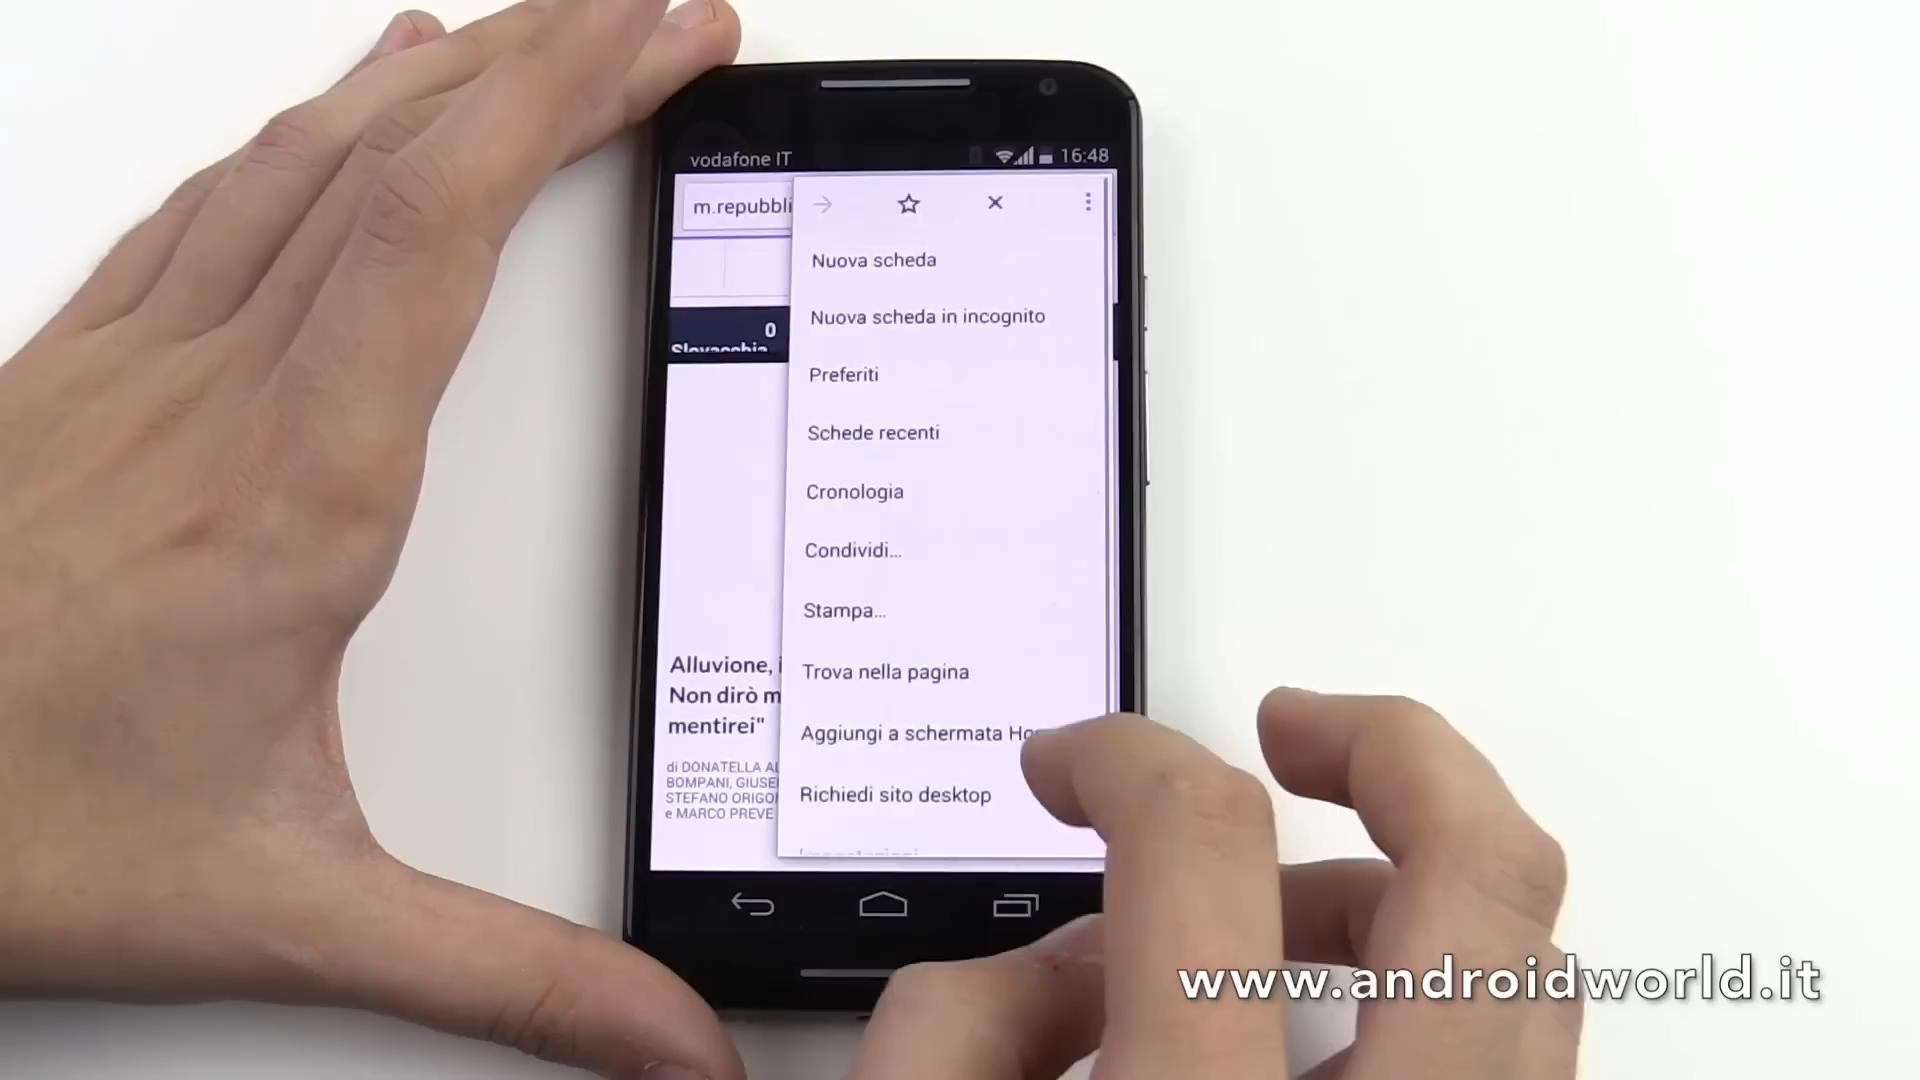 vodafone IT
16:48
m.repubbli
Nuova scheda
Nuova scheda in incognito
Preferiti
Schede recenti
Cronologia
Condividi...
Stampa...
Trova nella pagina
Aggiungi a schermata
Richiedi sito desktop
0
Slovacchia
Alluvione,
Non dirò m
mentirei"
di DONATELLA AL
BOMPANI, GIUSE
STEFANO ORIGO
e MARCO PREVE
www.androidworld.it